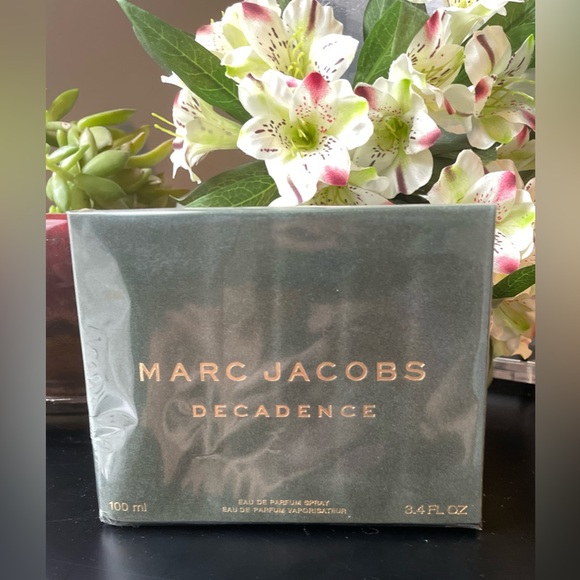 MARC JACOBS
DECADENCE
EAU DE PARFUM SPRAY
100 ml EAU DE PARFUM VAPORISATEUR 3.4 FL OZ